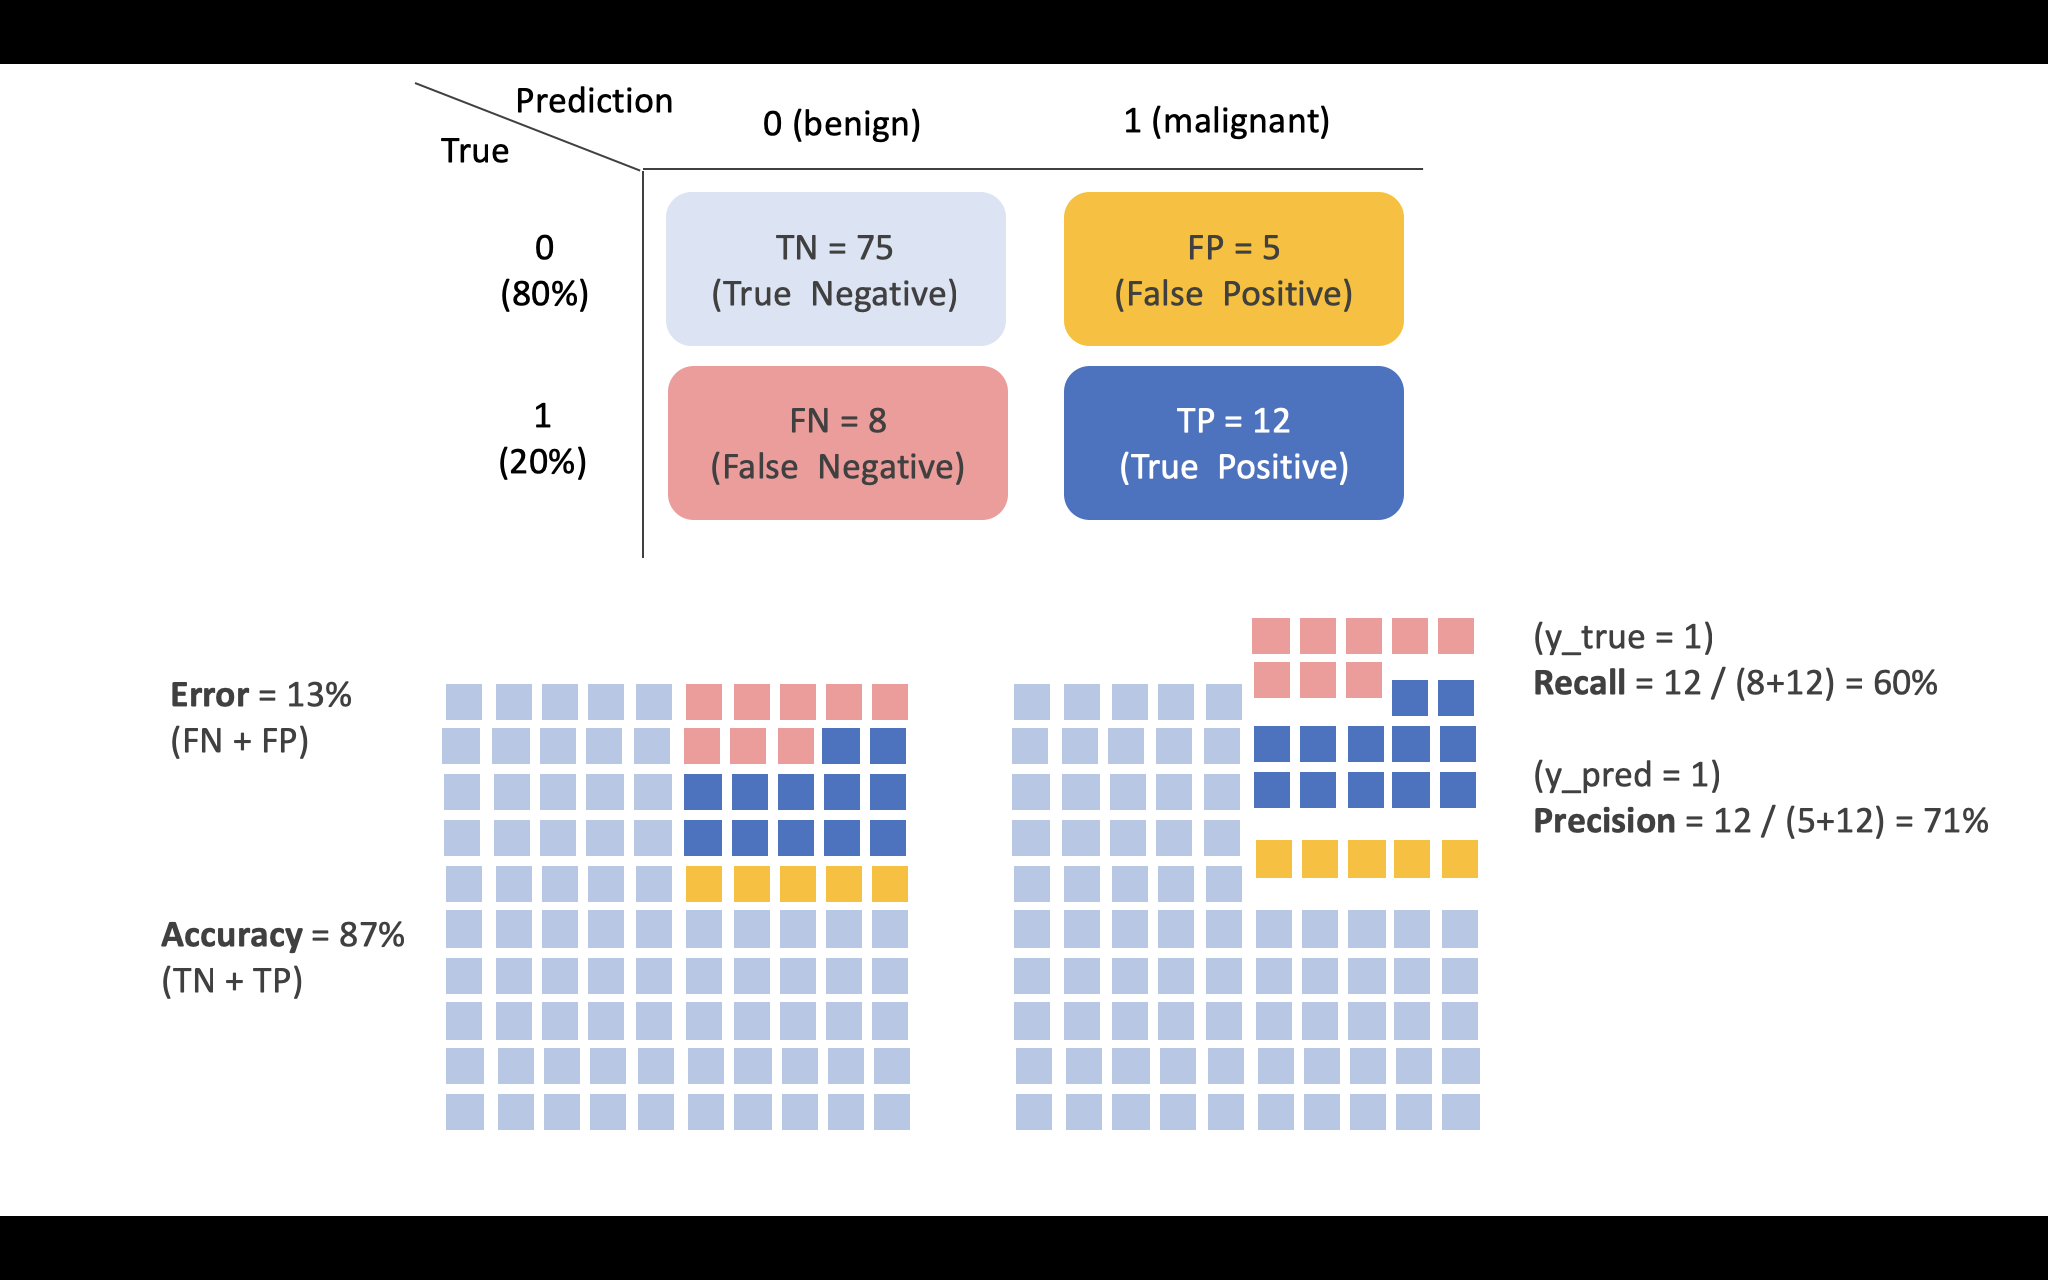 Prediction
True
0 (benign)
1 (malignant)
0
(80%)
TN = 75
(True Negative)
FP = 5
(False Positive)
1
(20%)
FN = 8
(False Negative)
TP = 12
(True Positive)
Error = 13%
(FN + FP)
Accuracy = 87%
(TN + TP)
(y_true = 1)
Recall = 12 / (8+12) = 60%
(y_pred = 1)
Precision = 12 / (5+12) = 71%